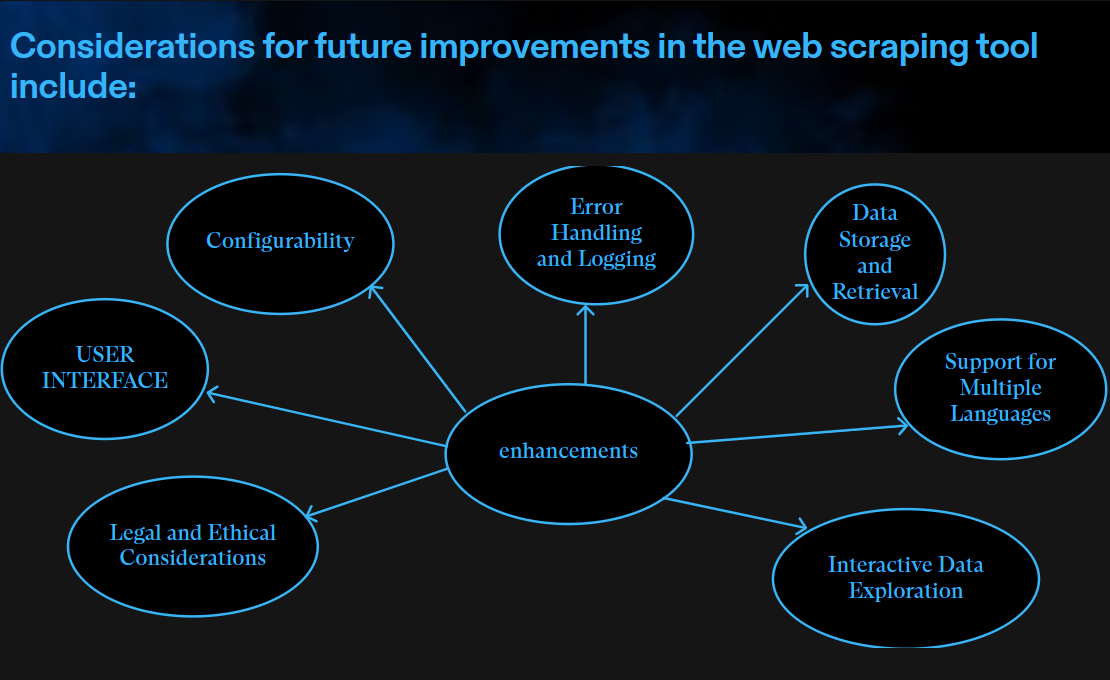 Considerations for future improvements in the web scraping tool
include:
Configurability
Error
Handling
and Logging
Data
Storage
and
Retrieval
USER
INTERFACE
Support for
Multiple
Languages
enhancements
Legal and Ethical
Considerations
Interactive Data
Exploration